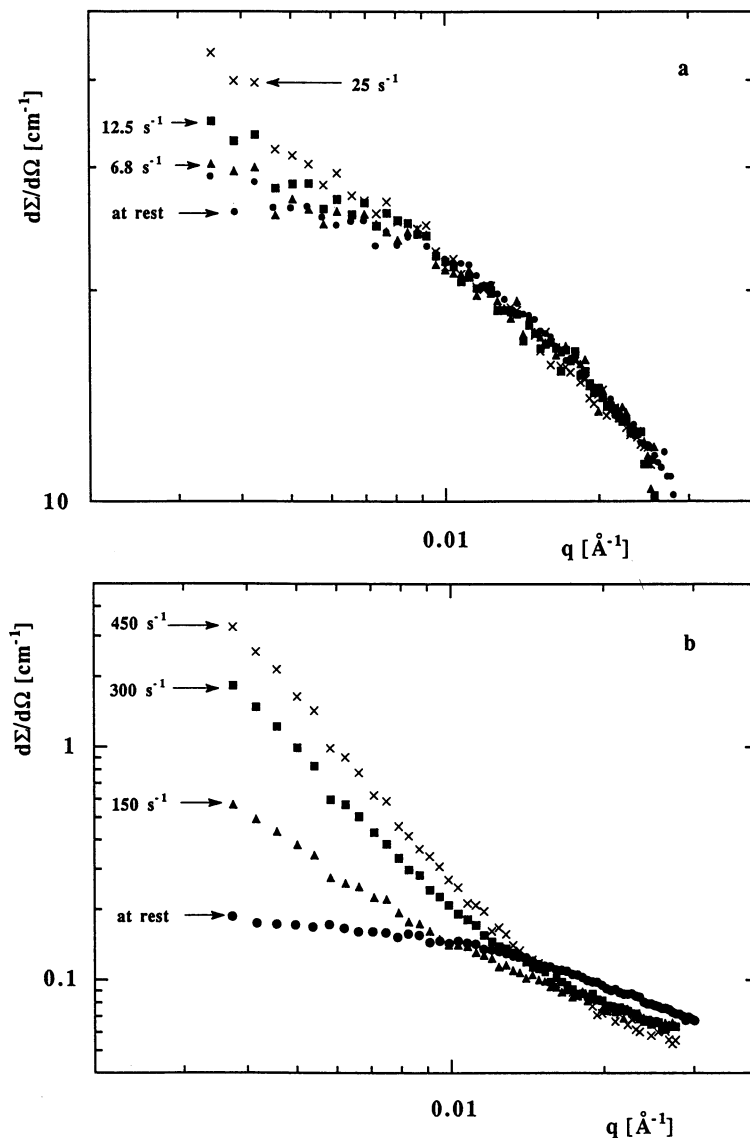 a
dΣ/dΩ [cm⁻¹]
25 s⁻¹
12.5 s⁻¹
6.8 s⁻¹
at rest
10
0.01
q [Å⁻¹]
b
dΣ/dΩ [cm⁻¹]
450 s⁻¹
300 s⁻¹
1
150 s⁻¹
at rest
0.1
0.01
q [Å⁻¹]